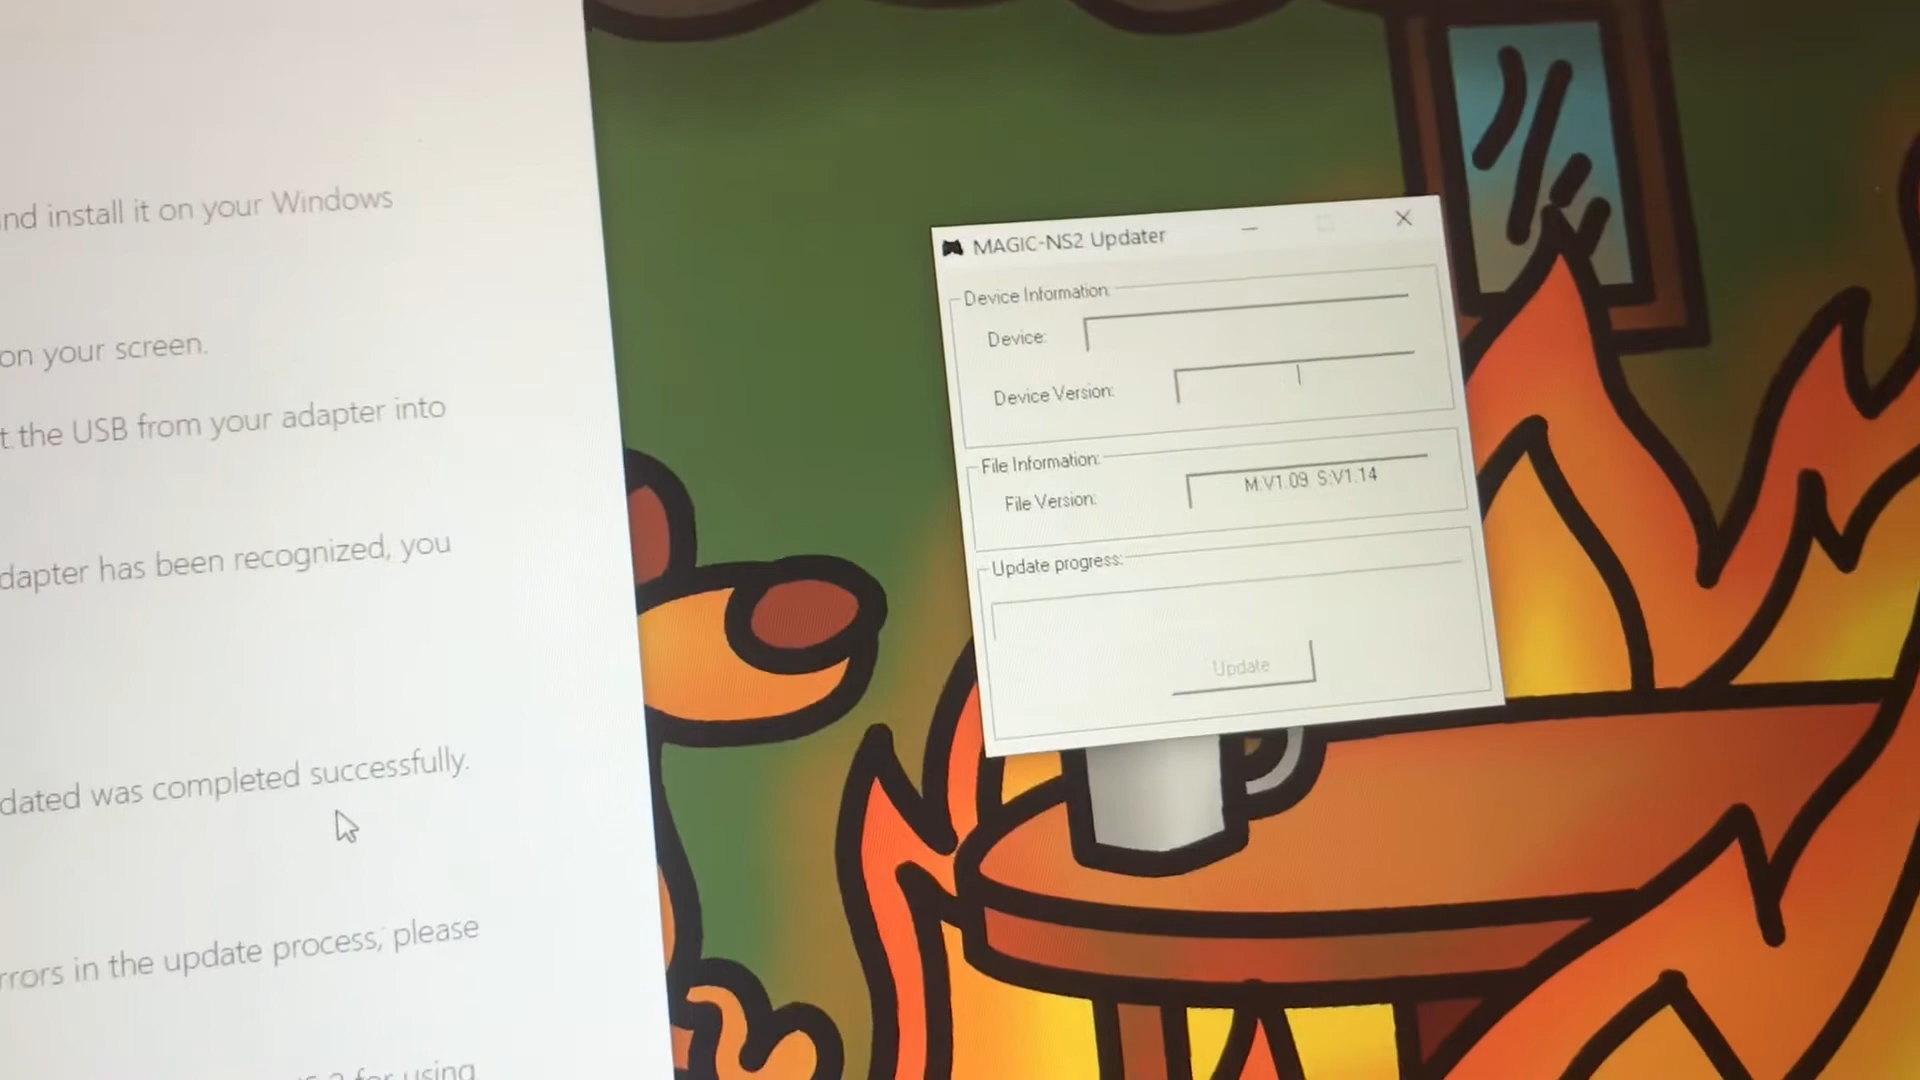 nd install it on your Windows
on your screen.
t the USB from your adapter into
dapter has been recognized, you
dated was completed successfully.
rrors in the update process, please
for using
MAGIC-NS2 Updater
Device Information:
Device:
Device Version:
File Information:
File Version:
M:V1.09 S:V1.14
Update progress:
Update